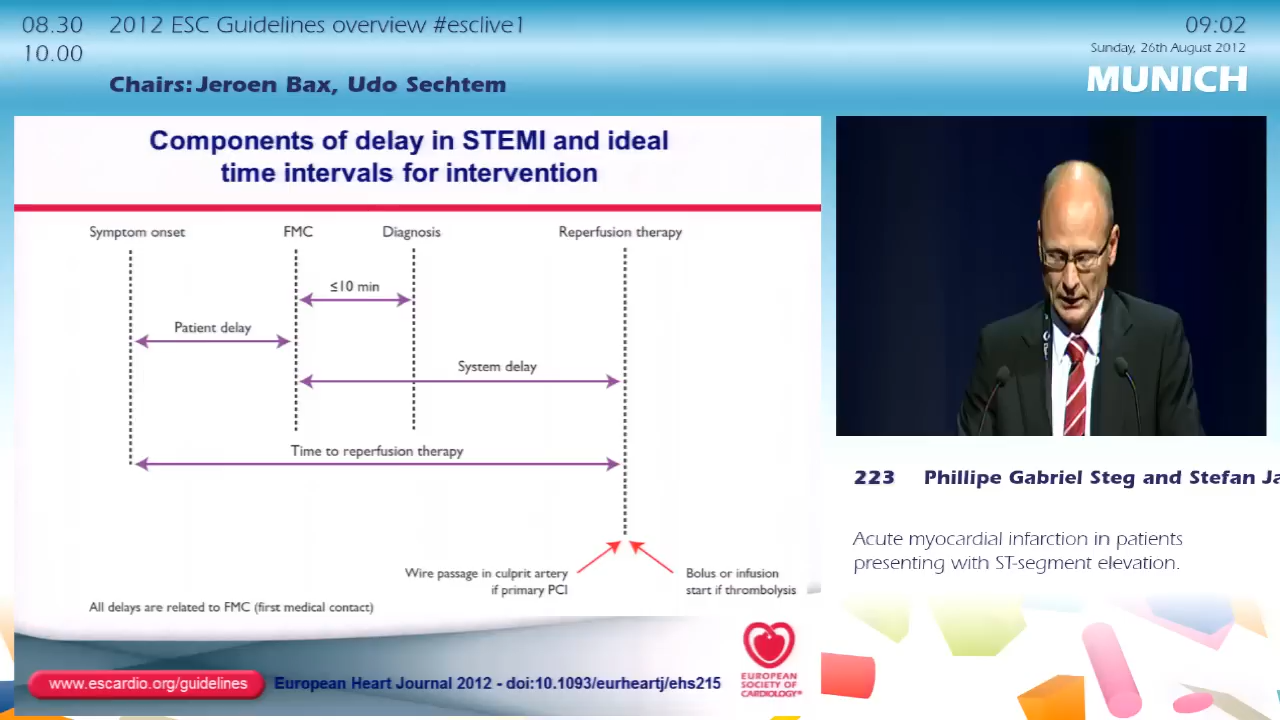 08.30
10.00
2012 ESC Guidelines overview #esclive1
Chairs: Jeroen Bax, Udo Sechtem
09:02
Sunday, 26th August 2012
MUNICH
Components of delay in STEMI and ideal
time intervals for intervention
Symptom onset
FMC
Diagnosis
Reperfusion therapy
≤10 min
Patient delay
System delay
Time to reperfusion therapy
Wire passage in culprit artery
if primary PCI
Bolus or infusion
start if thrombolysis
All delays are related to FMC (first medical contact)
www.escardio.org/guidelines
European Heart Journal 2012 - doi:10.1093/eurheartj/ehs215
EUROPEAN
SOCIETY OF
CARDIOLOGY®
223 Phillipe Gabriel Steg and Stefan Ja
Acute myocardial infarction in patients
presenting with ST-segment elevation.